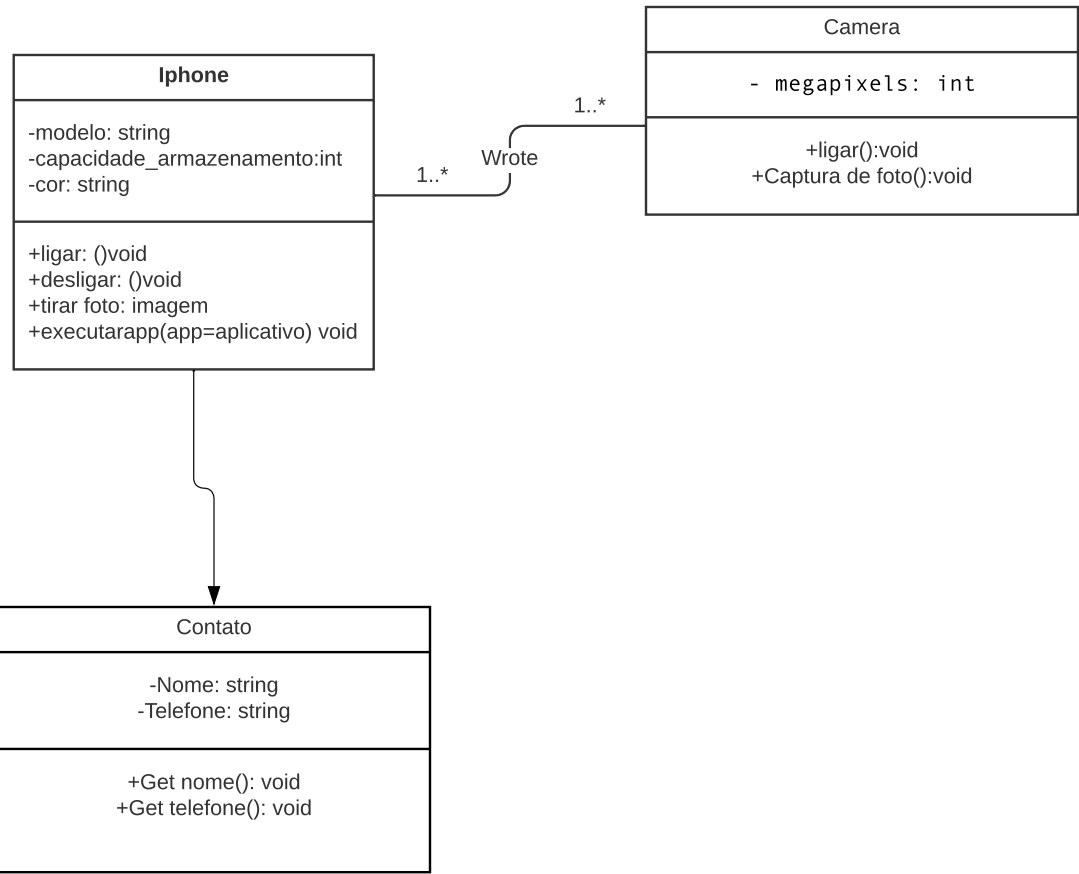 Iphone
-modelo: string
-capacidade_armazenamento:int
-cor: string
+ligar: ()void
+desligar: ()void
+tirar foto: imagem
+executarapp(app=aplicativo) void
1..*
Wrote
1..*
Camera
- megapixels: int
+ligar():void
+Captura de foto():void
Contato
-Nome: string
-Telefone: string
+Get nome(): void
+Get telefone(): void